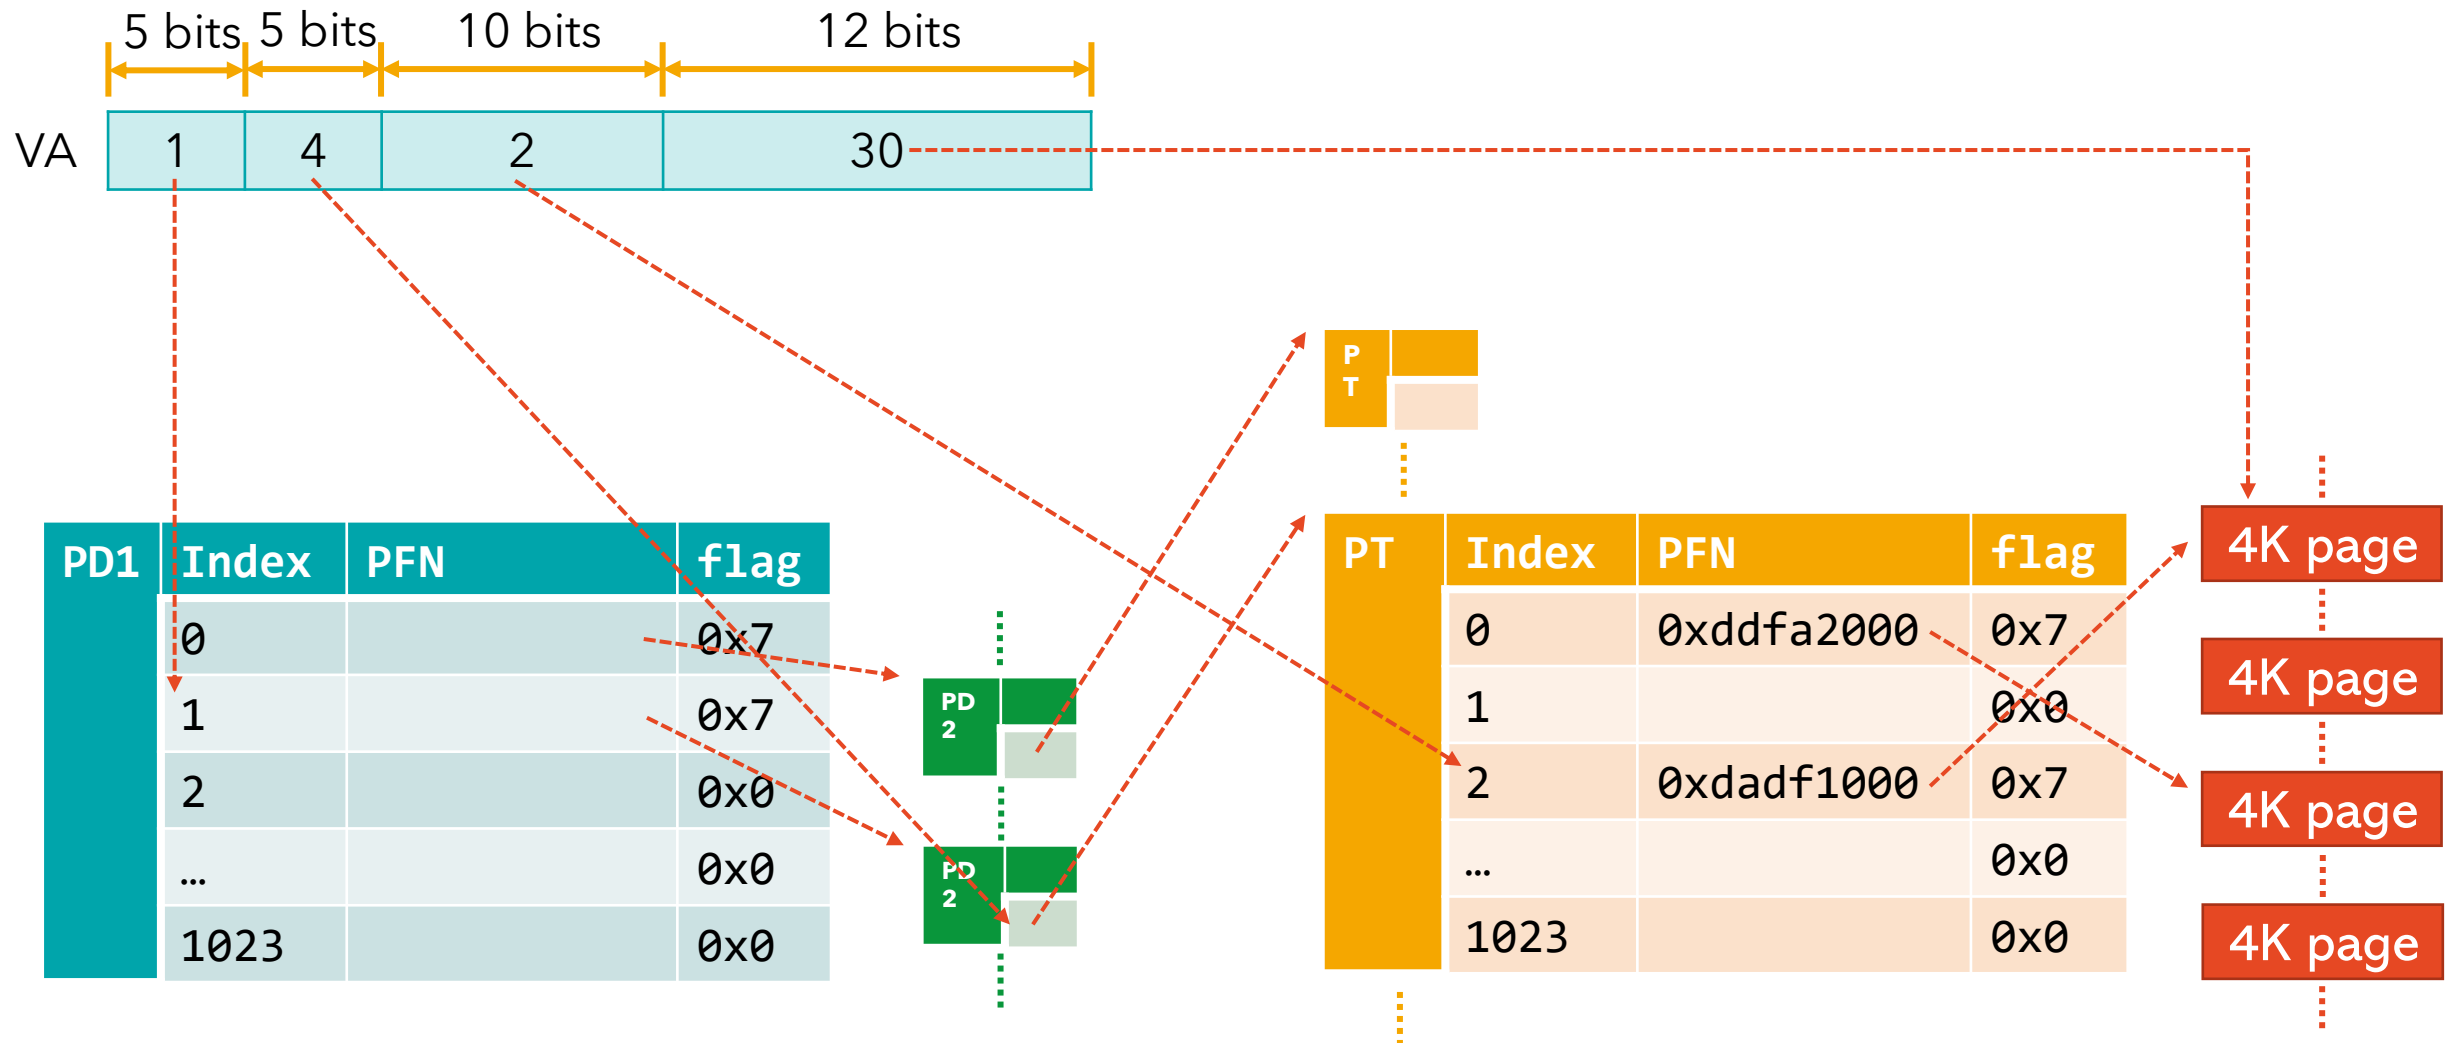 5 bits 5 bits 10 bits 12 bits
VA 1 4 2 30
P
T
PD1 Index PFN flag
0 0x7
1 0x7
2 0x0
... 0x0
1023 0x0
PD
2
PD
2
PT Index PFN flag
0 0xddfa2000 0x7
1 0x0
2 0xdadf1000 0x7
... 0x0
1023 0x0
4K page
4K page
4K page
4K page